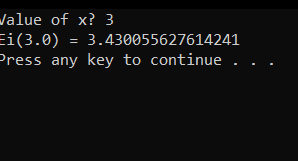 Value of x? 3
Ei(3.0) = 3.430055627614241
Press any key to continue . . .